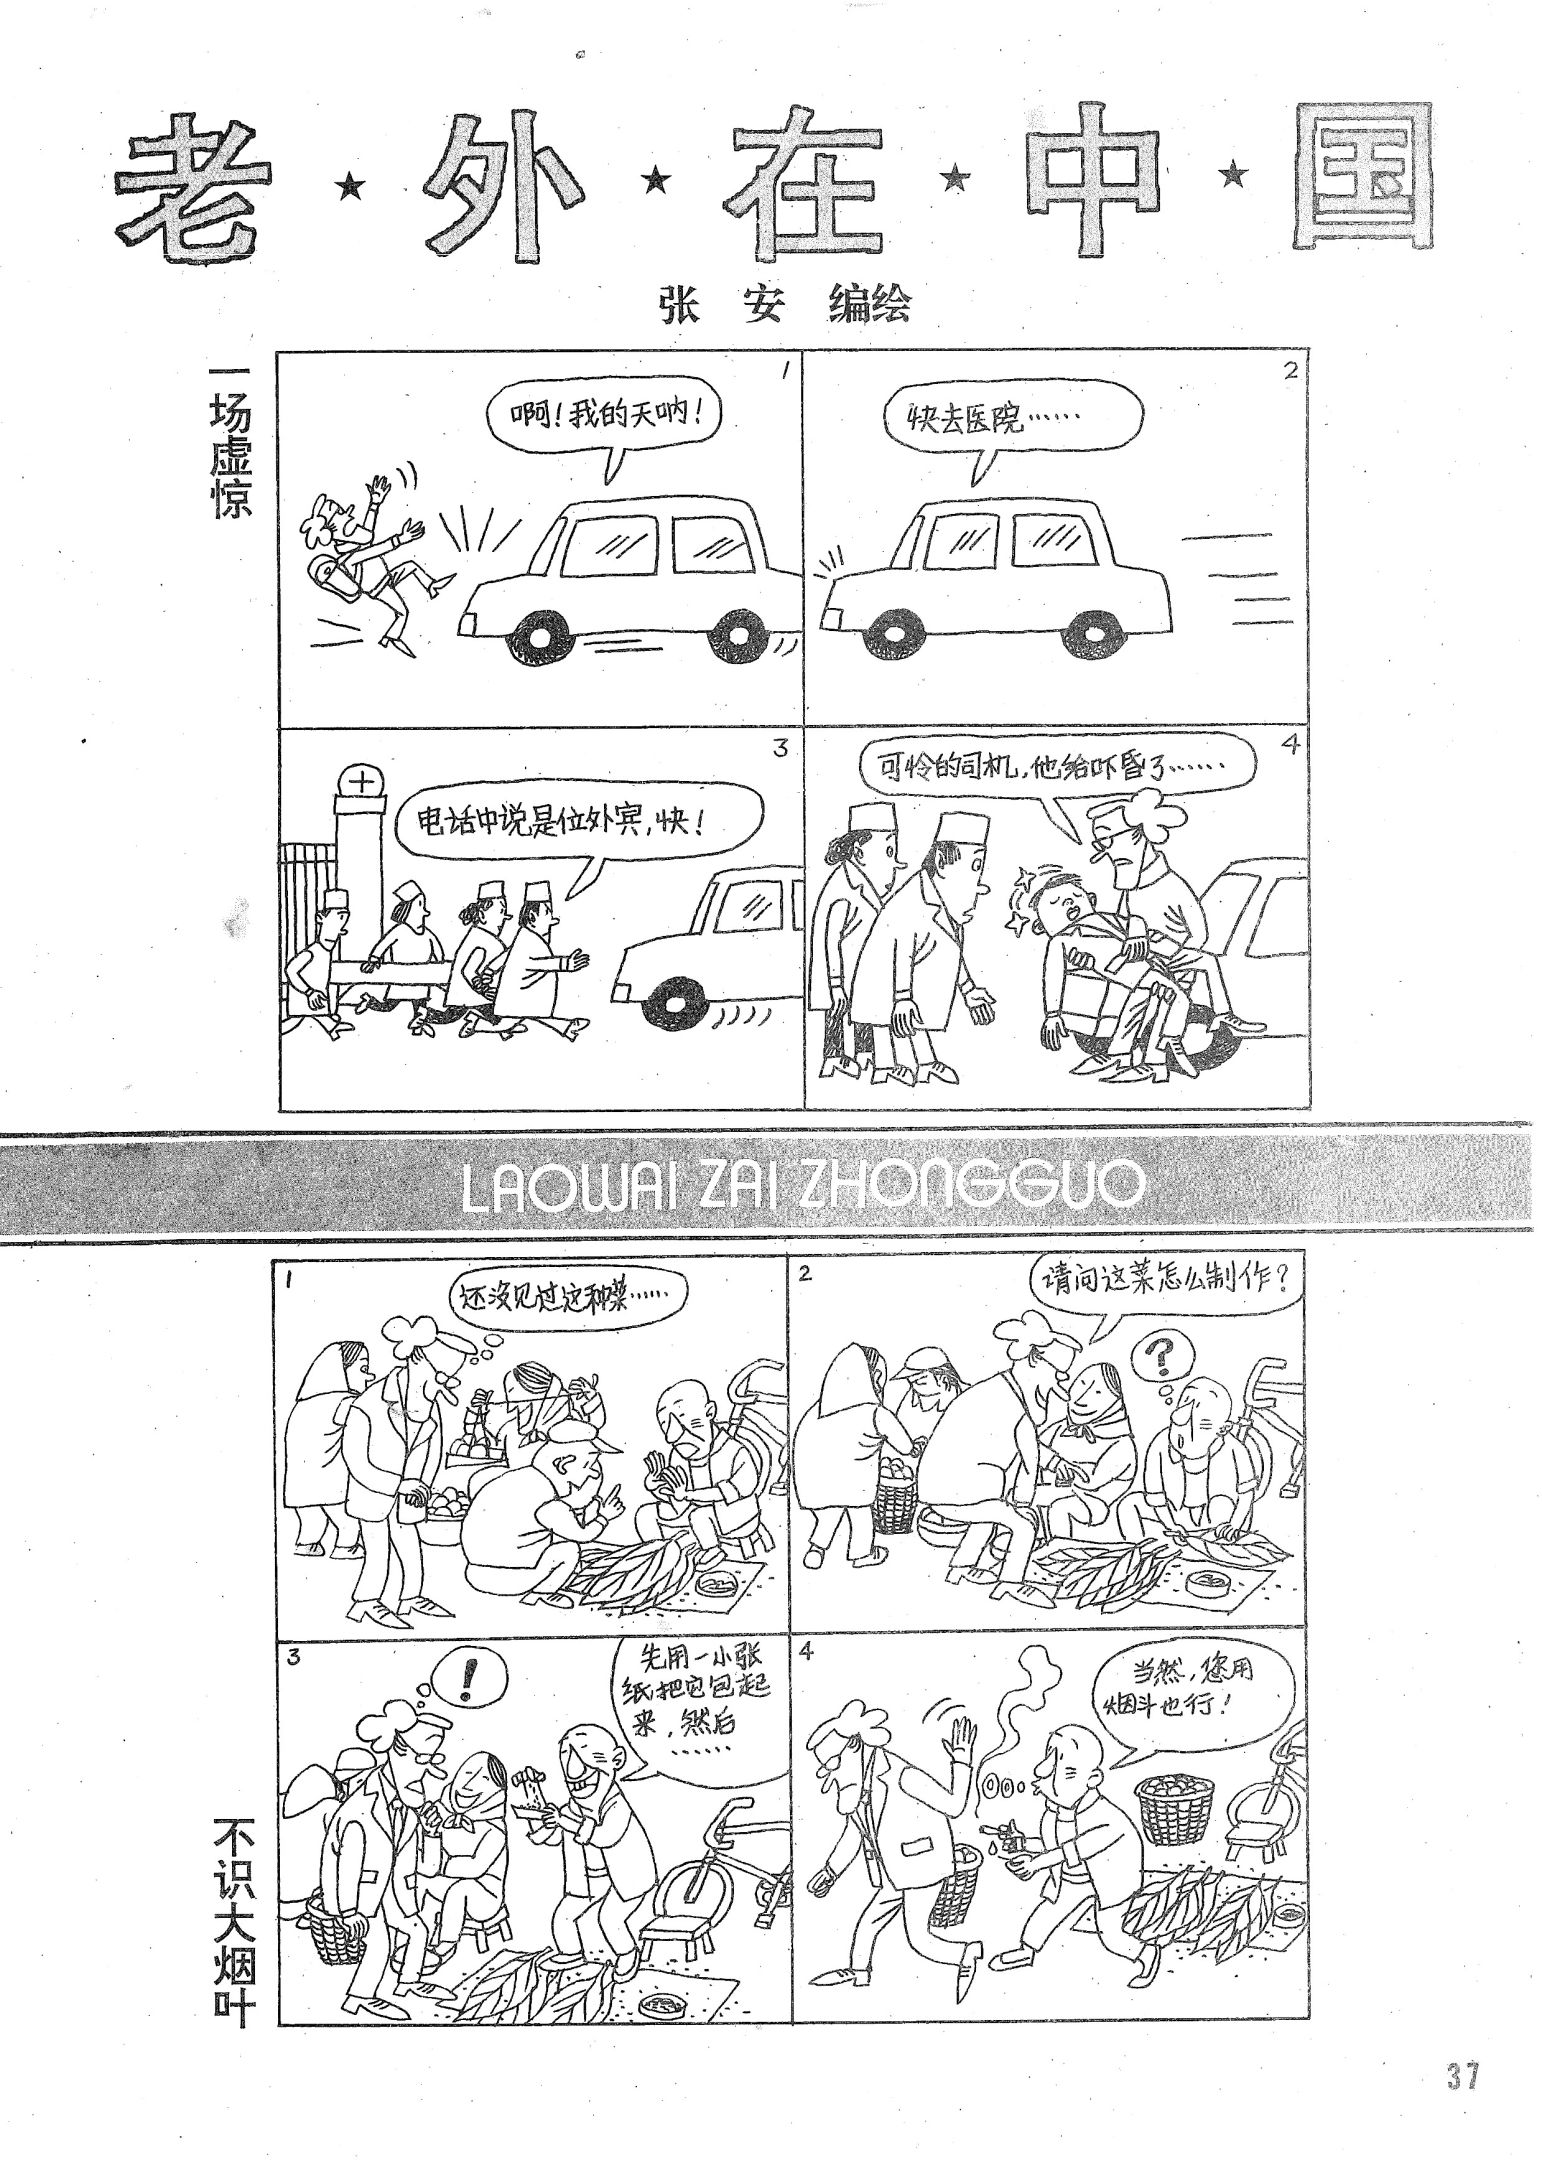 老★外★在★中★国
张 安 编绘
一场虚惊
1
啊！我的天呐！
2
快去医院……
3
电话中说是位外宾，快！
4
可怜的司机，他给吓昏了……
LAOWAI ZAI ZHONGGUO
不识大烟叶
1
还没见过这种菜……
2
请问这菜怎么制作？
?
3
!
先用一小张
纸把它包起
来，然后
……
4
当然，您用
烟斗也行！
37